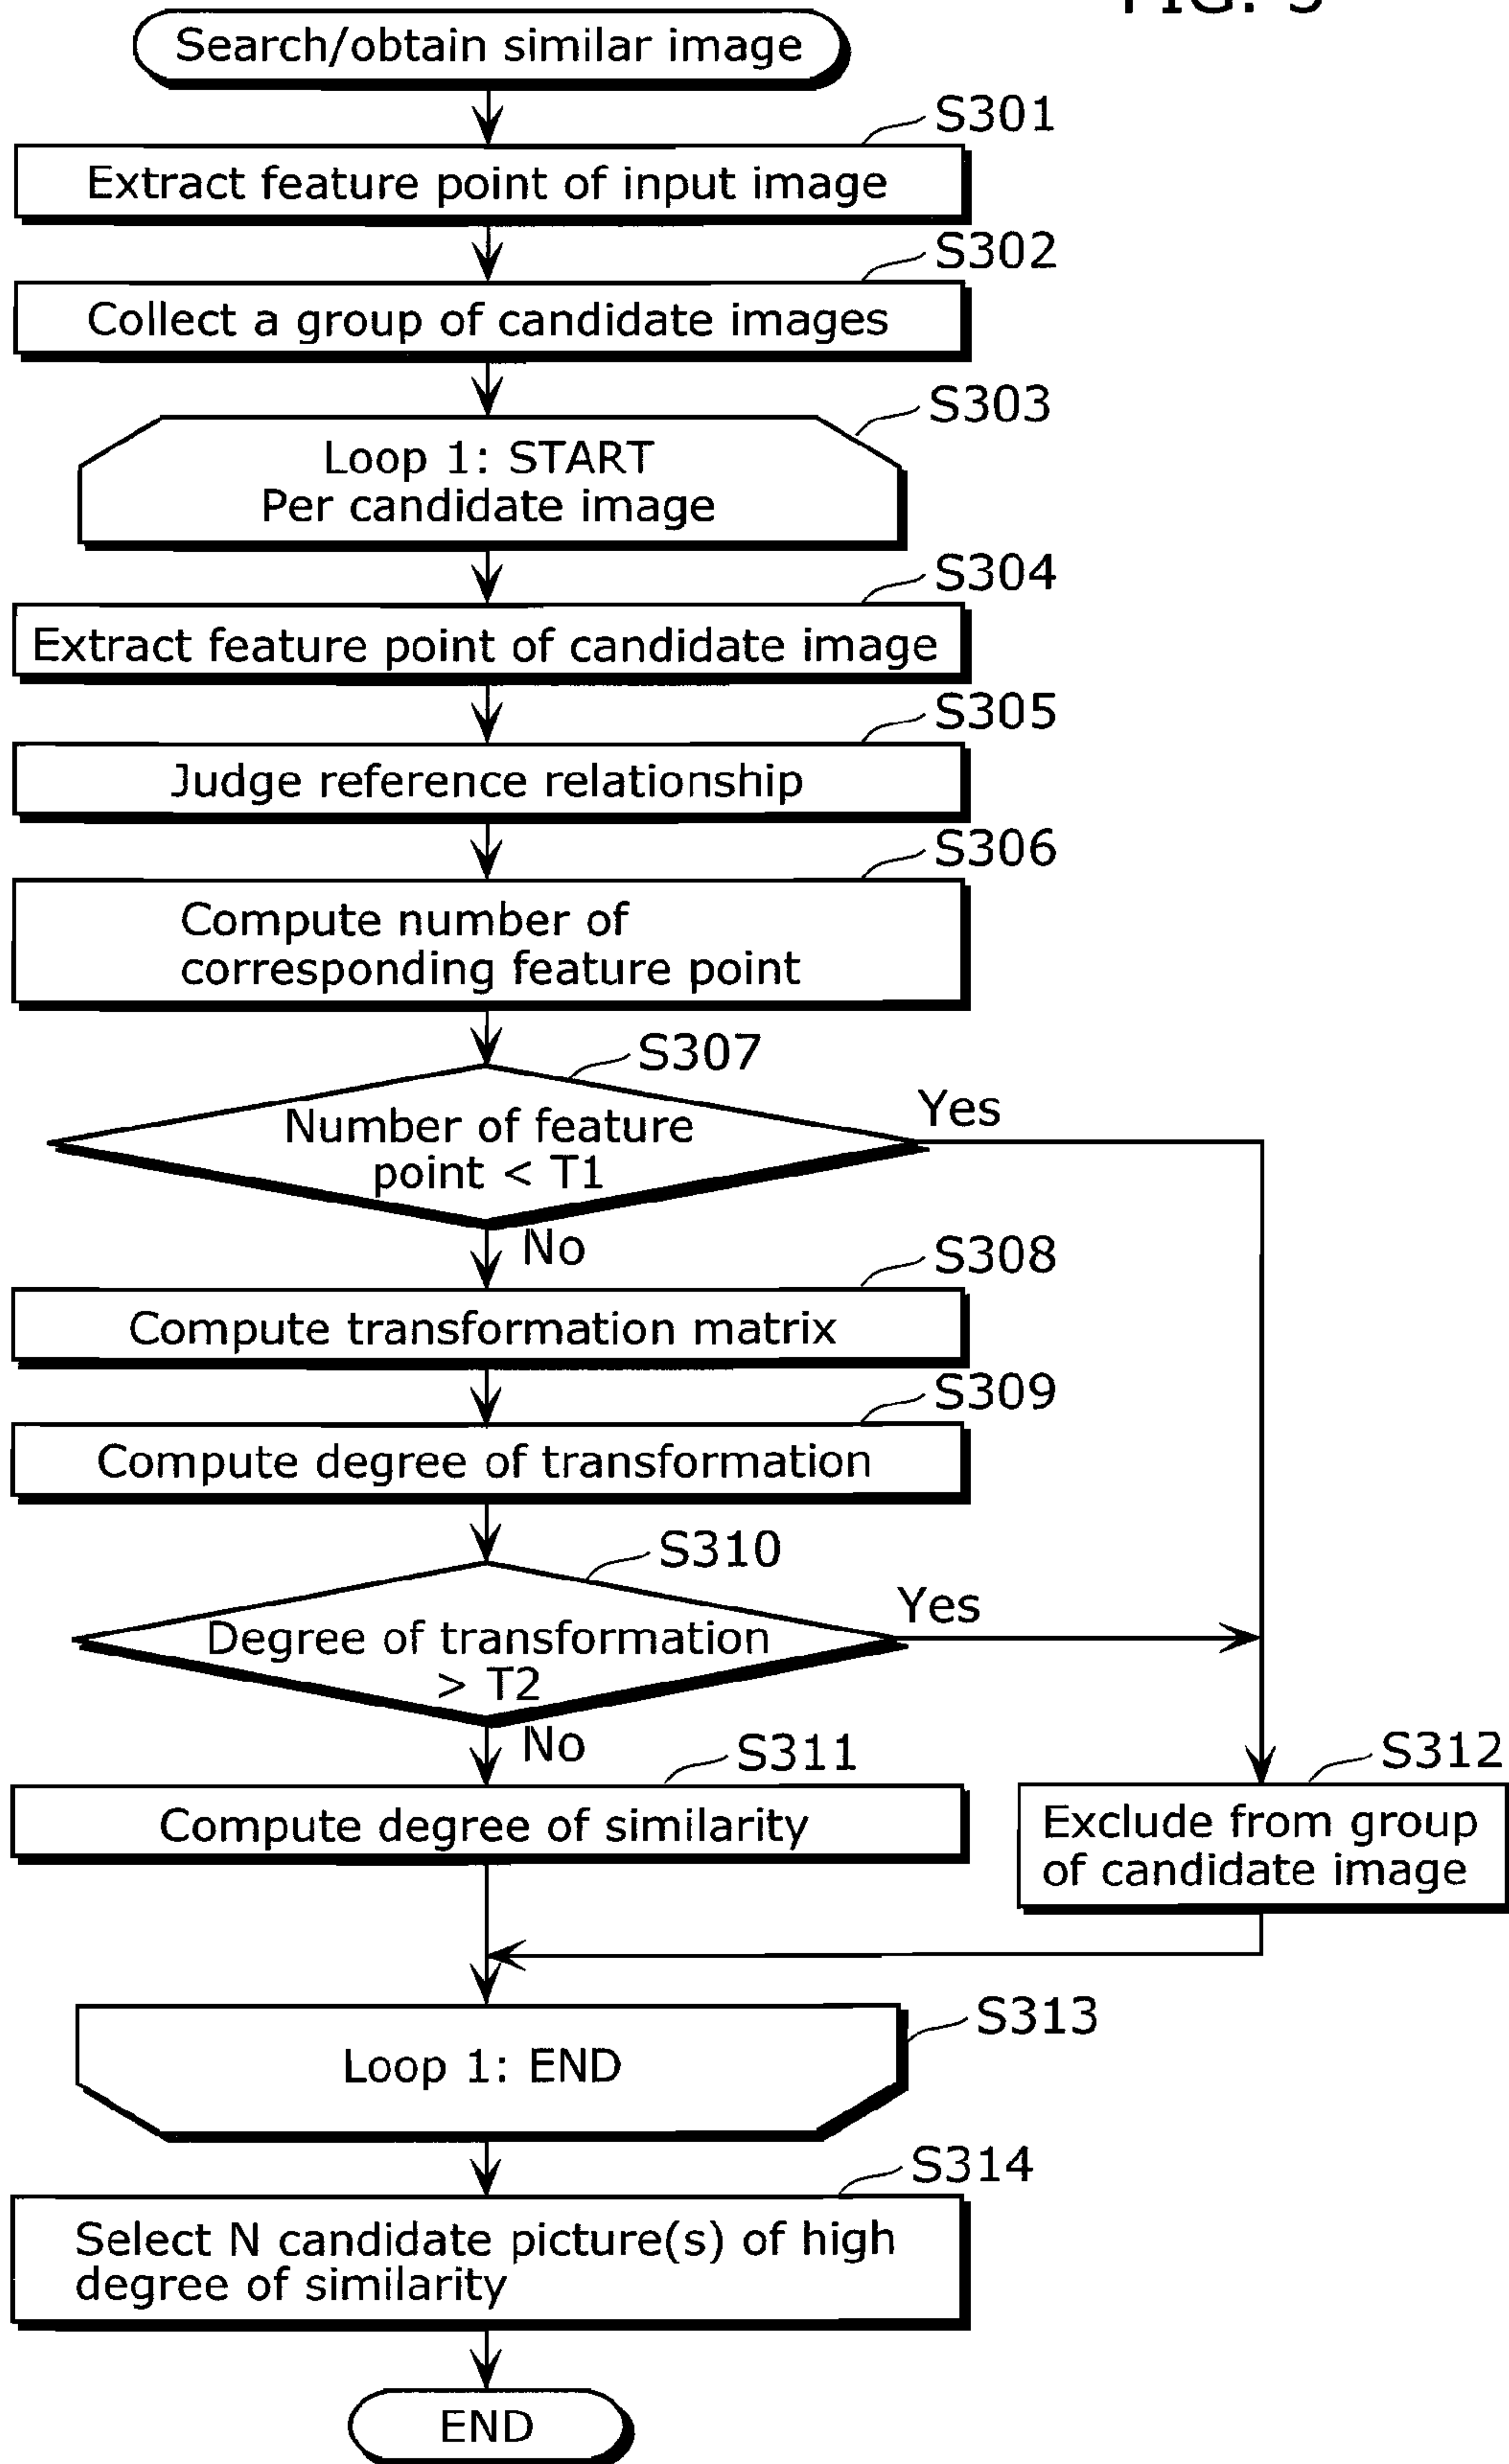 Search/obtain similar image
S301
Extract feature point of input image
S302
Collect a group of candidate images
S303
Loop 1: START
Per candidate image
S304
Extract feature point of candidate image
S305
Judge reference relationship
S306
Compute number of
corresponding feature point
S307
Number of feature
point < T1
Yes
No
S308
Compute transformation matrix
S309
Compute degree of transformation
S310
Degree of transformation
> T2
Yes
No
S311
Compute degree of similarity
S312
Exclude from group
of candidate image
S313
Loop 1: END
S314
Select N candidate picture(s) of high
degree of similarity
END